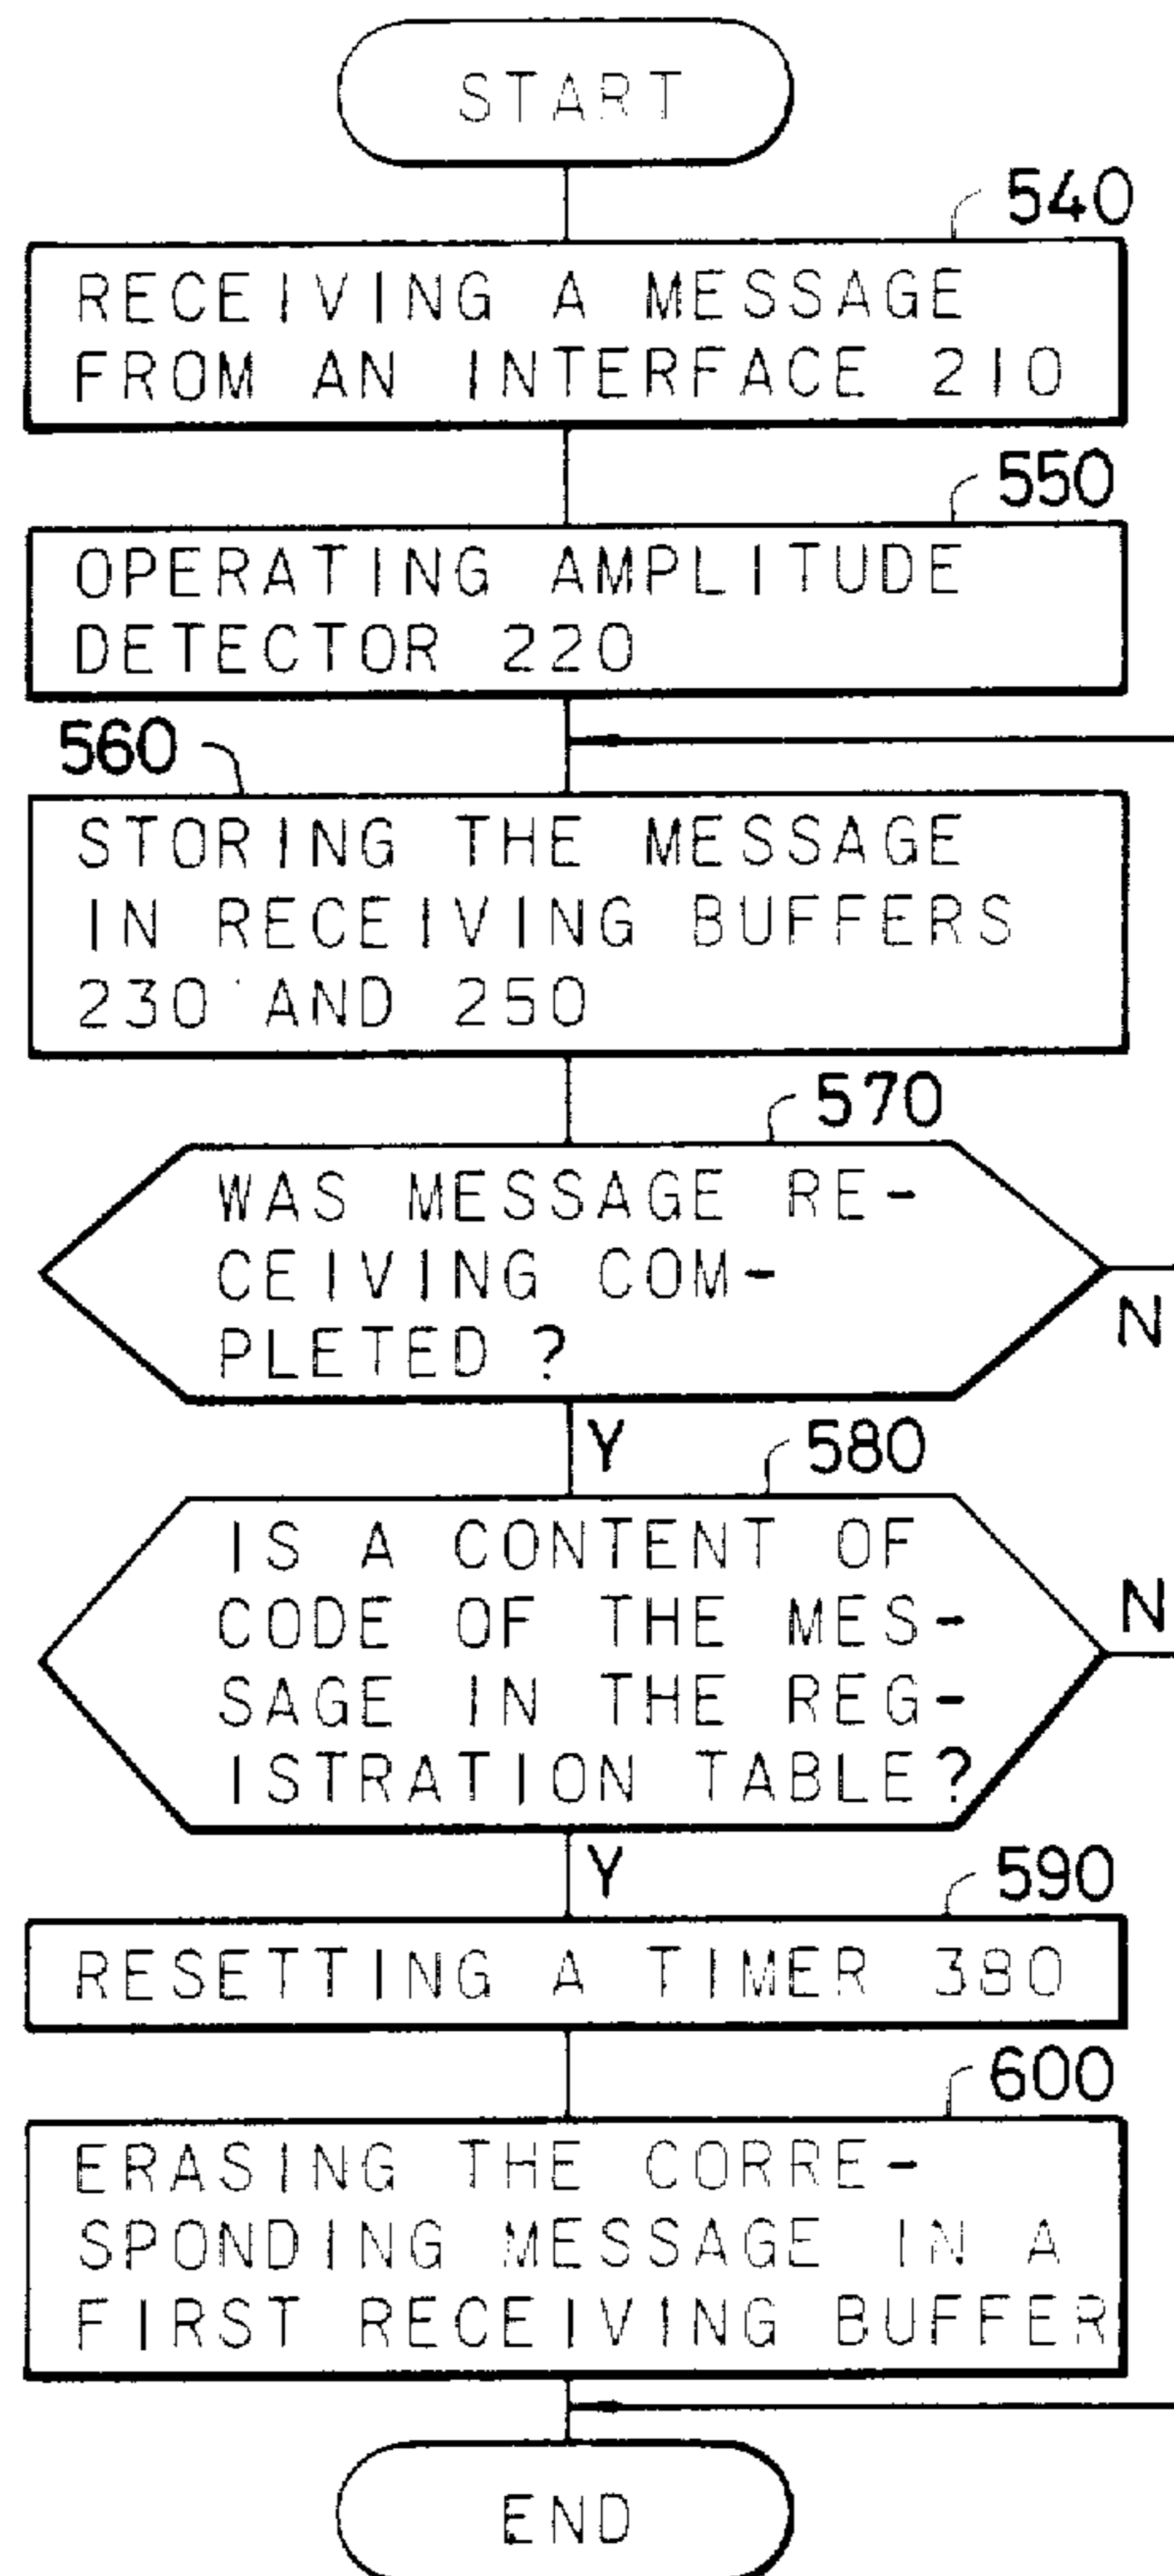 START
540
RECEIVING A MESSAGE
FROM AN INTERFACE 210
550
OPERATING AMPLITUDE
DETECTOR 220
560
STORING THE MESSAGE
IN RECEIVING BUFFERS
230 AND 250
570
WAS MESSAGE RE-
CEIVING COM-
PLETED ?
N
Y
580
IS A CONTENT OF
CODE OF THE MES-
SAGE IN THE REG-
ISTRATION TABLE?
N
Y
590
RESETTING A TIMER 380
600
ERASING THE CORRE-
SPONDING MESSAGE IN A
FIRST RECEIVING BUFFER
END